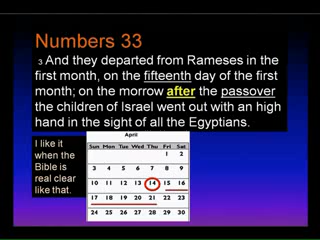 Numbers 33
3 And they departed from Rameses in the
first month, on the fifteenth day of the first
month; on the morrow after the passover
the children of Israel went out with an high
hand in the sight of all the Egyptians.
I like it
when the
Bible is
real clear
like that.
April
Sun Mon Tue Wed Thu Fri Sat
1 2
3 4 5 6 7 8 9
10 11 12 13 14 15 16
17 18 19 20 21 22 23
24 25 26 27 28 29 30